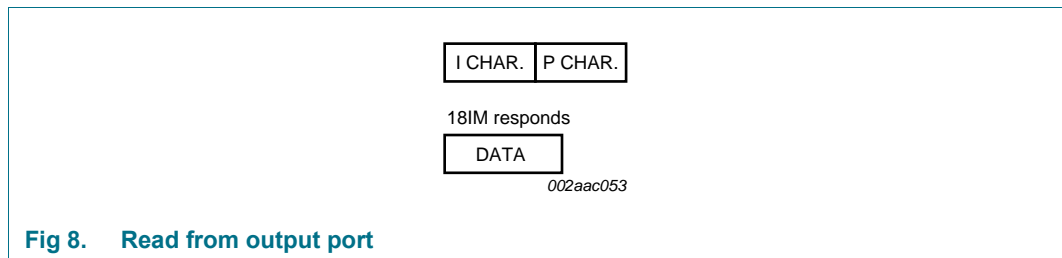 I CHAR. P CHAR.
18IM responds
DATA
002aac053
Fig 8. Read from output port